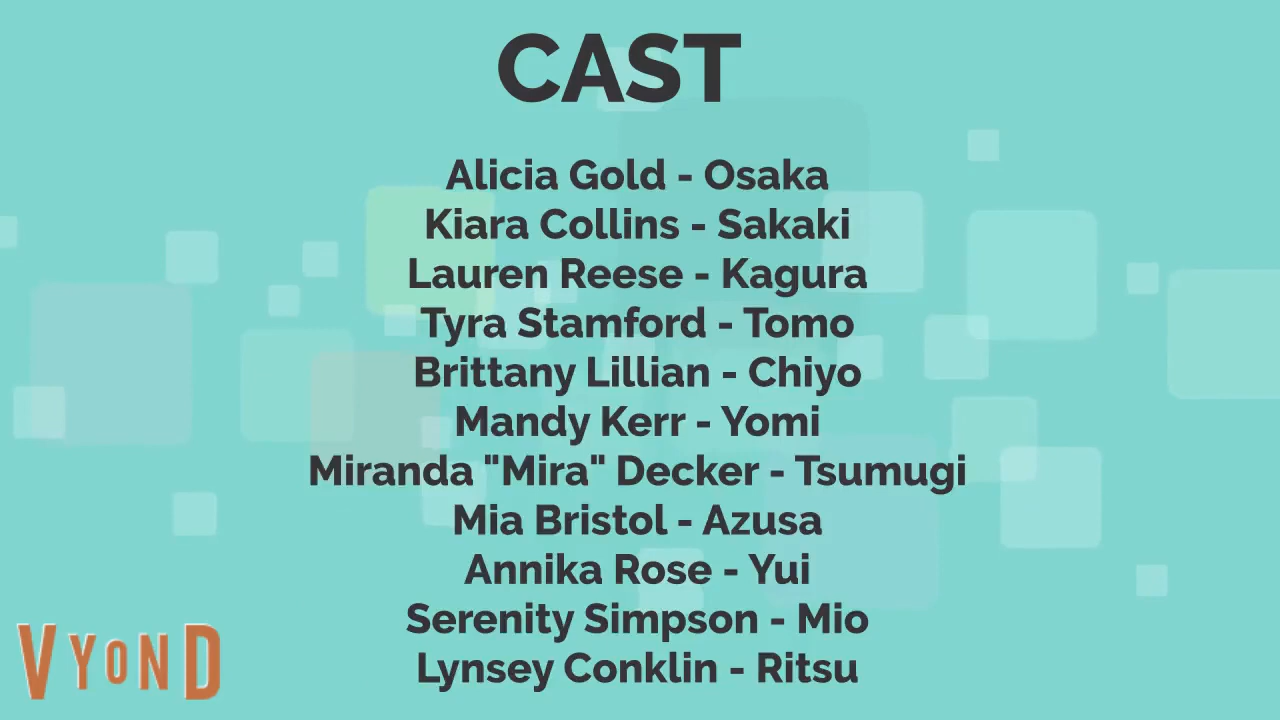 CAST
Alicia Gold - Osaka
Kiara Collins - Sakaki
Lauren Reese - Kagura
Tyra Stamford - Tomo
Brittany Lillian - Chiyo
Mandy Kerr - Yomi
Miranda "Mira" Decker - Tsumugi
Mia Bristol - Azusa
Annika Rose - Yui
Serenity Simpson - Mio
Lynsey Conklin - Ritsu
VYOND